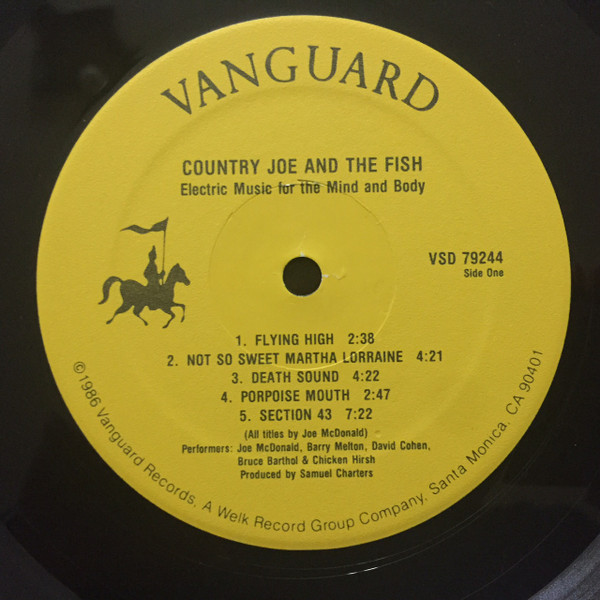 VANGUARD
COUNTRY JOE AND THE FISH
Electric Music for the Mind and Body
VSD 79244
Side One
1. FLYING HIGH 2:38
2. NOT SO SWEET MARTHA LORRAINE 4:21
3. DEATH SOUND 4:22
4. PORPOISE MOUTH 2:47
5. SECTION 43 7:22
(All titles by Joe McDonald)
Performers: Joe McDonald, Barry Melton, David Cohen,
Bruce Barthol & Chicken Hirsh
Produced by Samuel Charters
©1986 Vanguard Records, A Welk Record Group Company, Santa Monica, CA 90401